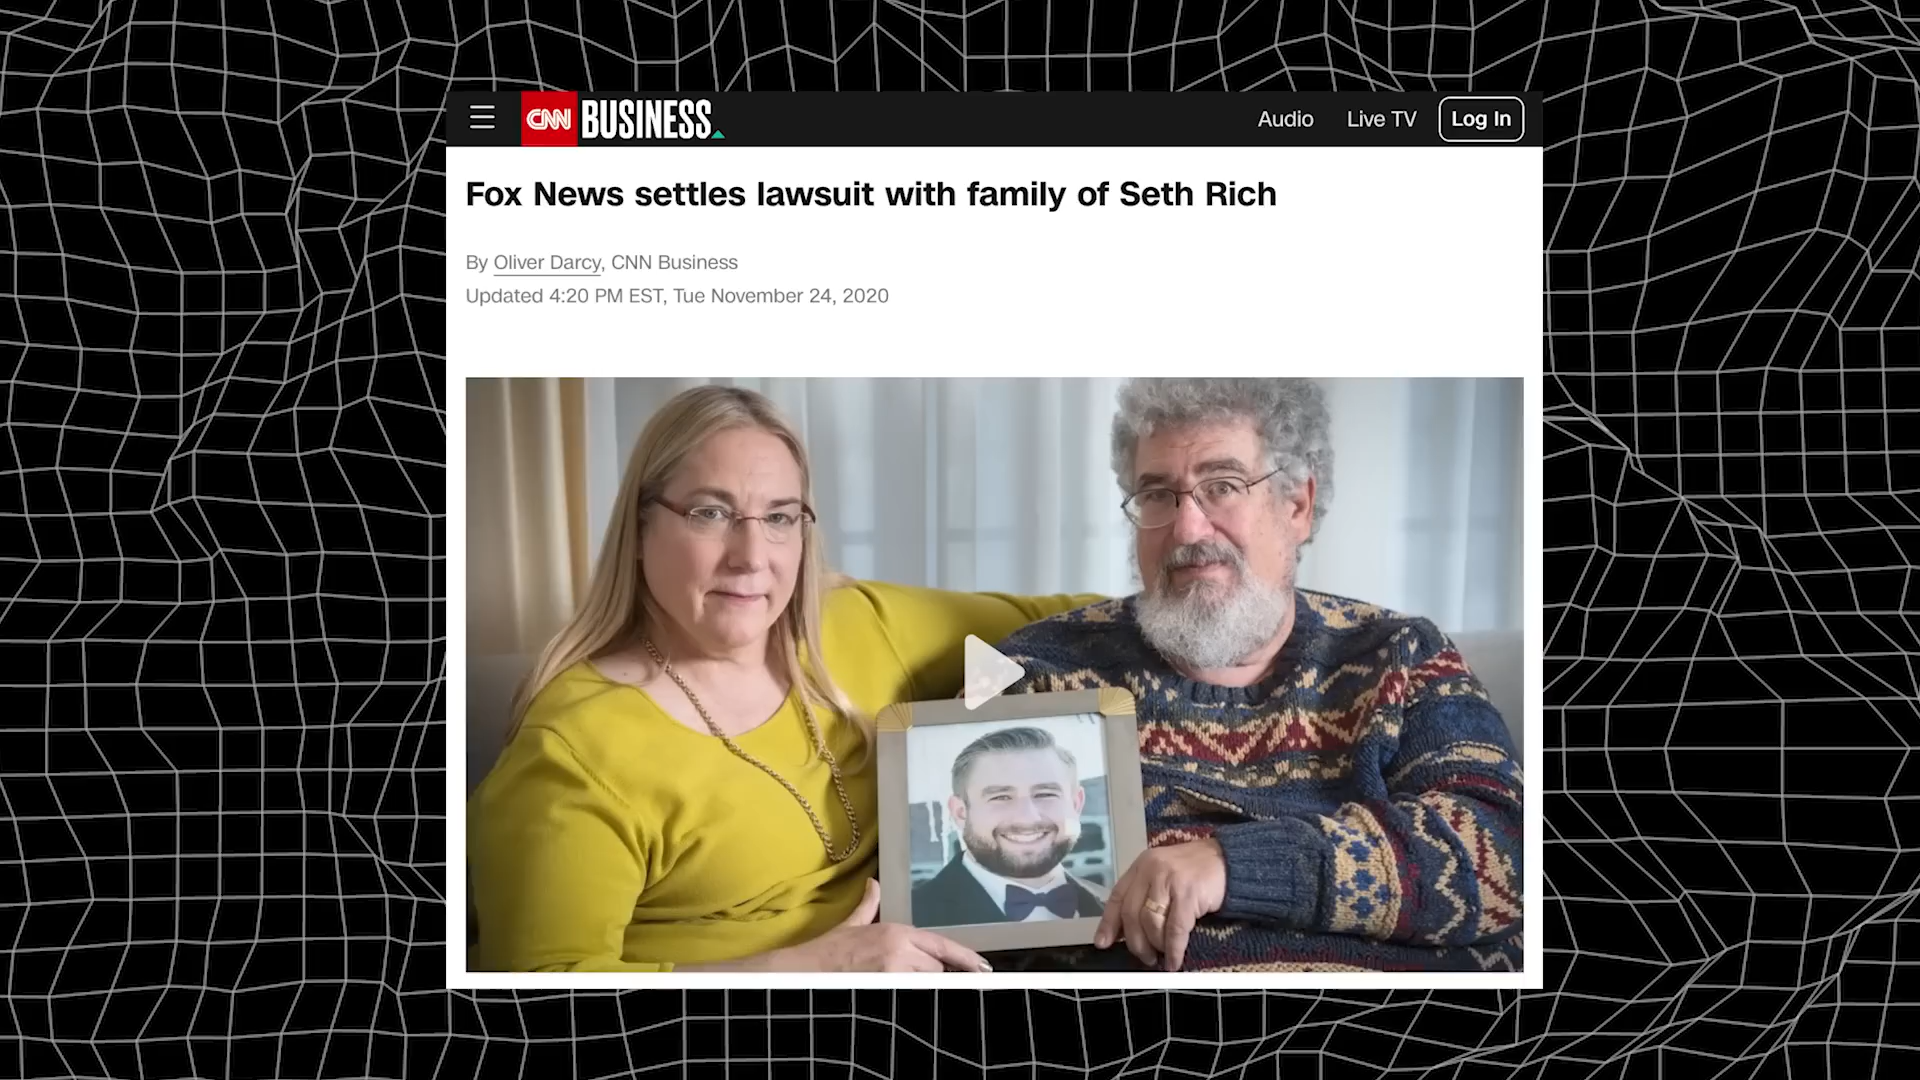 CNN BUSINESS
Audio
Live TV
Log In
Fox News settles lawsuit with family of Seth Rich
By Oliver Darcy, CNN Business
Updated 4:20 PM EST, Tue November 24, 2020